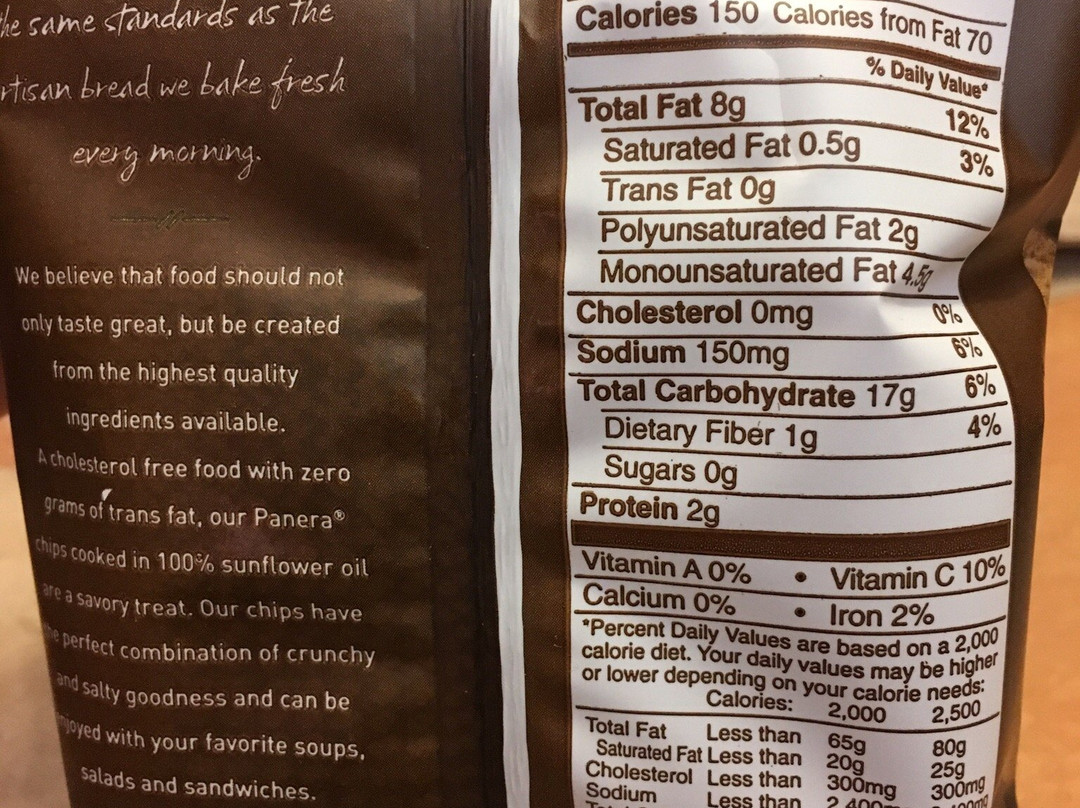 the same standards as the
artisan bread we bake fresh
every morning.
We believe that food should not
only taste great, but be created
from the highest quality
ingredients available.
A cholesterol free food with zero
grams of trans fat, our Panera®
chips cooked in 100% sunflower oil
are a savory treat. Our chips have
the perfect combination of crunchy
and salty goodness and can be
enjoyed with your favorite soups,
salads and sandwiches.
Calories 150 Calories from Fat 70
% Daily Value*
Total Fat 8g 12%
Saturated Fat 0.5g 3%
Trans Fat 0g
Polyunsaturated Fat 2g
Monounsaturated Fat 4.5g
Cholesterol 0mg 0%
Sodium 150mg 6%
Total Carbohydrate 17g 6%
Dietary Fiber 1g 4%
Sugars 0g
Protein 2g
Vitamin A 0% • Vitamin C 10%
Calcium 0% • Iron 2%
*Percent Daily Values are based on a 2,000
calorie diet. Your daily values may be higher
or lower depending on your calorie needs:
Calories: 2,000 2,500
Total Fat Less than 65g 80g
Saturated Fat Less than 20g 25g
Cholesterol Less than 300mg 300mg
Sodium Less than